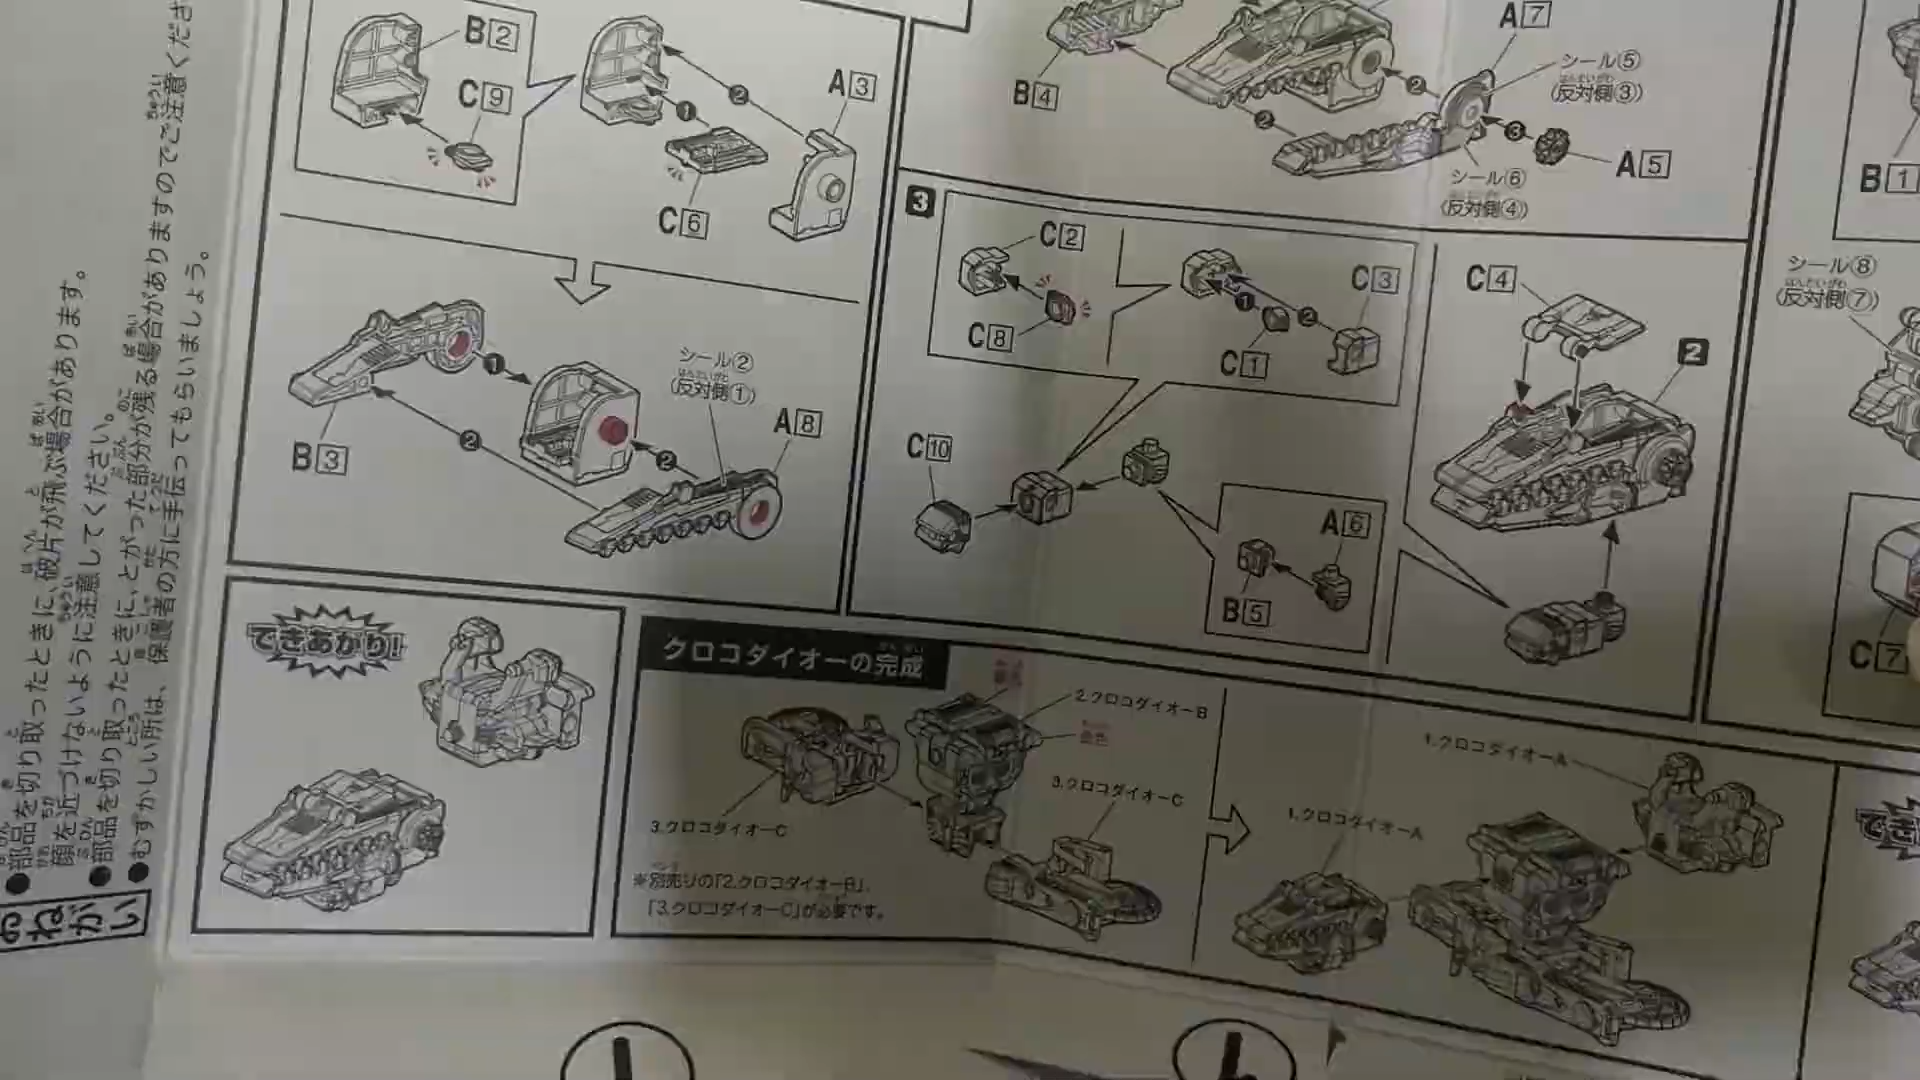 B2
C9
A3
C6
B3
シール②
(反対側①)
A8
A7
シール⑤
(反対側③)
B4
A5
シール⑥
(反対側④)
3
C2
C8
C3
C1
C10
A6
B5
C4
2
B1
シール⑧
(反対側⑦)
C7
できあがり!
クロコダイオーの完成
2.クロコダイオーB
金色
3.クロコダイオーC
3.クロコダイオーC
※別売りの「2.クロコダイオーB」、
「3.クロコダイオーC」が必要です。
1.クロコダイオーA
1.クロコダイオーA
おねがい
●部品を切り取ったときに、破片が飛ぶ場合があります。
顔を近づけないように注意してください。
●部品を切り取ったときに、とがった部分が残る場合がありますのでご注意くださ
●むずかしい所は、保護者の方に手伝ってもらいましょう。